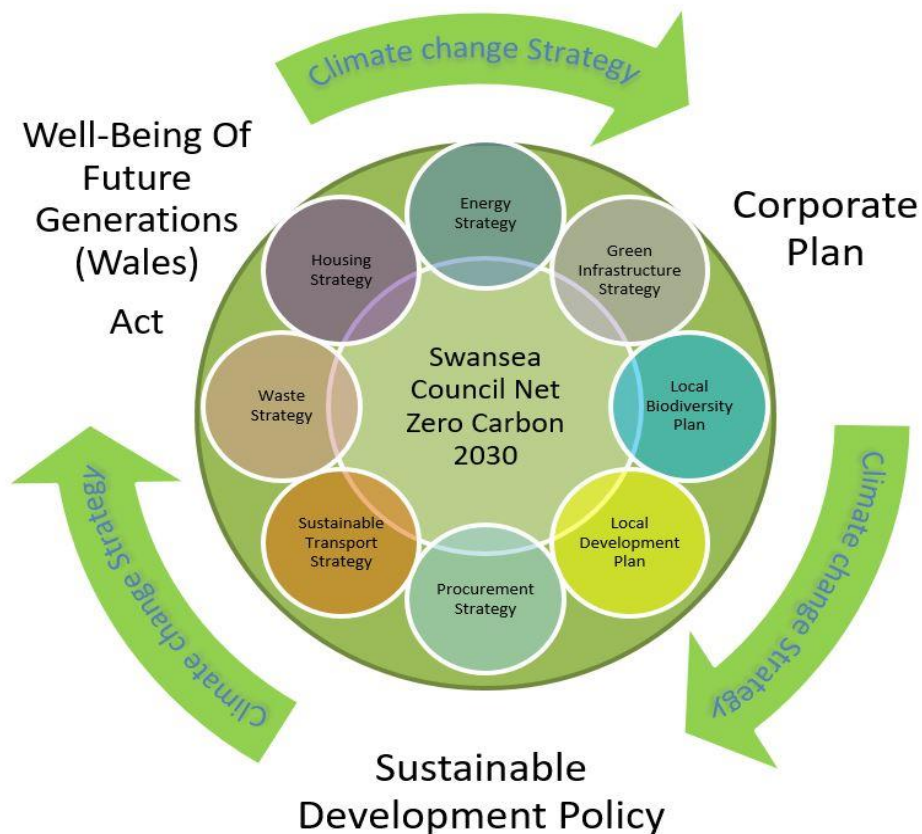 Climate change Strategy
Well-Being Of
Future
Generations
(Wales)
Act
Corporate
Plan
Energy
Strategy
Green
Infrastructure
Strategy
Housing
Strategy
Swansea
Council Net
Zero Carbon
2030
Waste
Strategy
Local
Biodiversity
Plan
Sustainable
Transport
Strategy
Local
Development
Plan
Procurement
Strategy
Climate change Strategy
Climate change Strategy
Sustainable
Development Policy